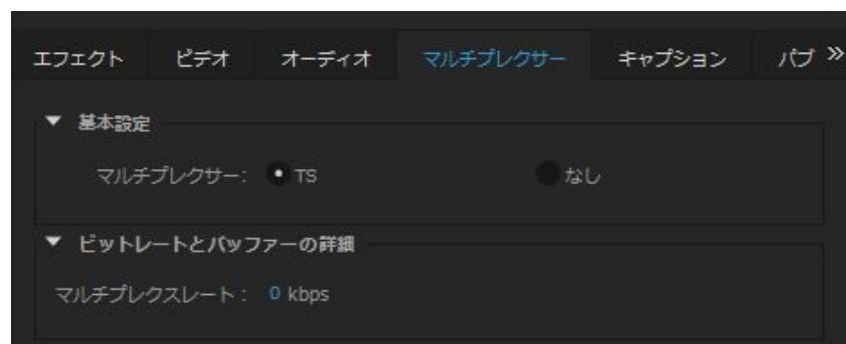 エフェクト ビデオ オーディオ マルチプレクサー キャプション パブ »
基本設定
マルチプレクサー: TS なし
ビットレートとバッファーの詳細
マルチプレクスレート: 0 kbps